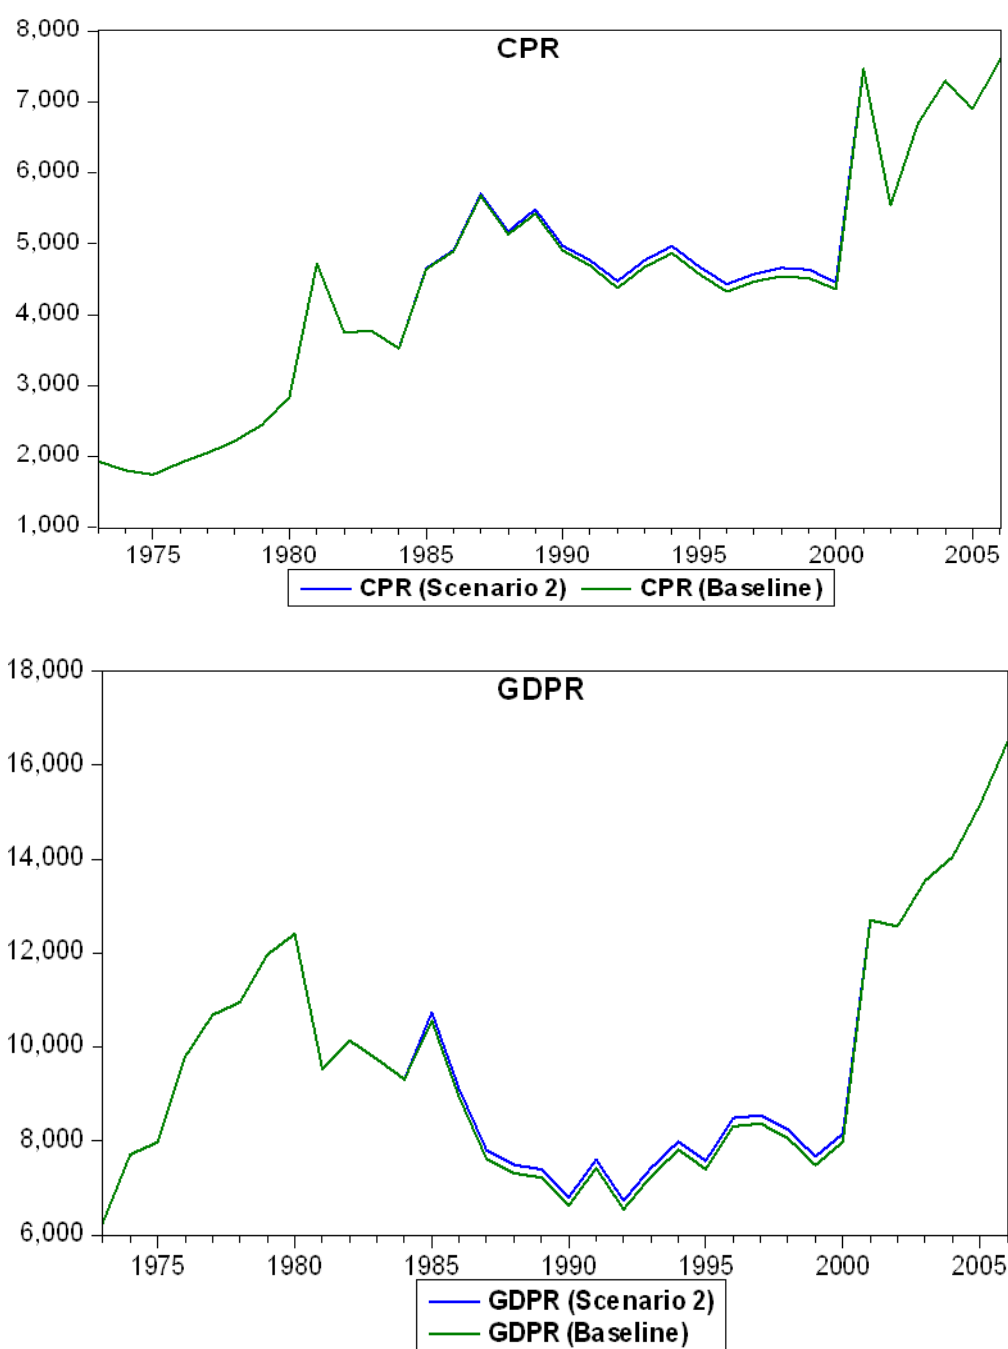 CPR
8,000
7,000
6,000
5,000
4,000
3,000
2,000
1,000
1975 1980 1985 1990 1995 2000 2005
CPR (Scenario 2) CPR (Baseline)
GDPR
18,000
16,000
14,000
12,000
10,000
8,000
6,000
1975 1980 1985 1990 1995 2000 2005
GDPR (Scenario 2)
GDPR (Baseline)